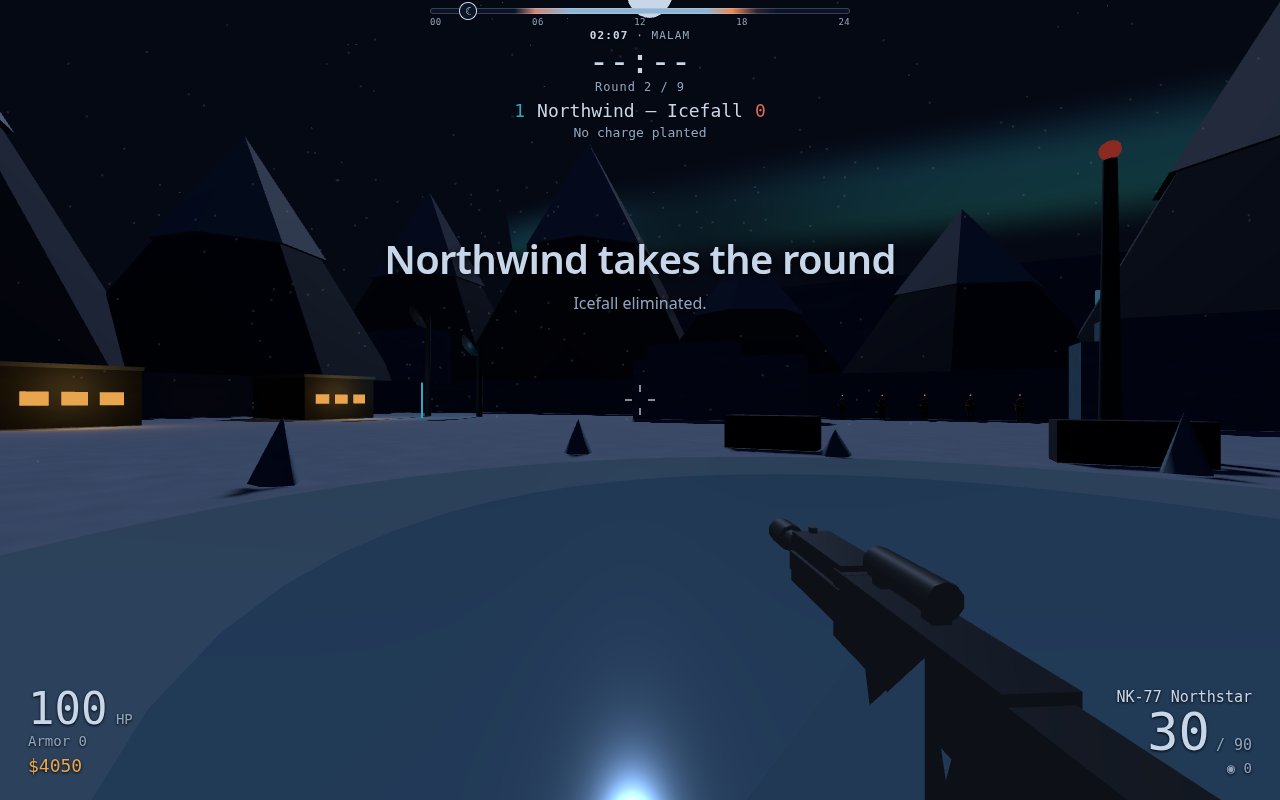 00 06 12 18 24
02:07 · MALAM
--:--
Round 2 / 9
1 Northwind — Icefall 0
No charge planted
Northwind takes the round
Icefall eliminated.
100 HP
Armor 0
$4050
NK-77 Northstar
30 / 90
◉ 0